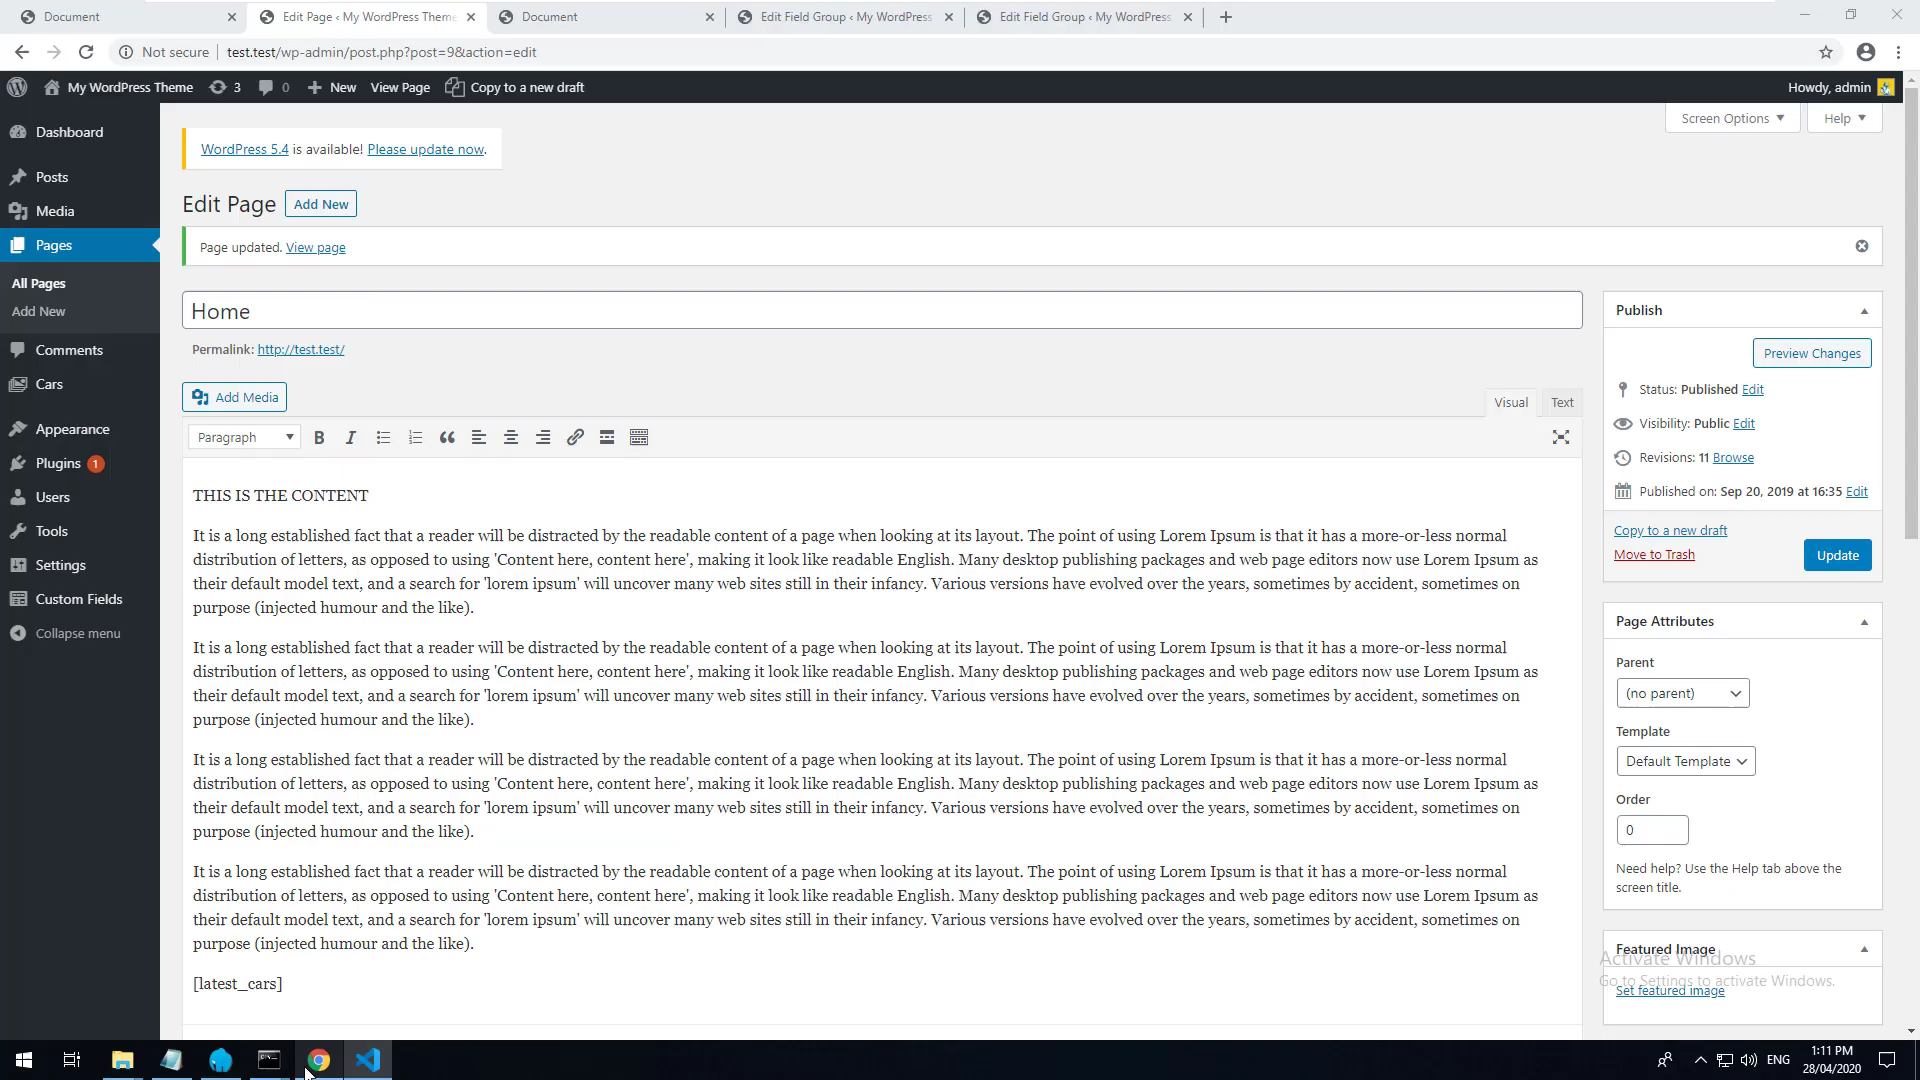 Document
Edit Page ‹ My WordPress Theme
Document
Edit Field Group ‹ My WordPress
Edit Field Group ‹ My WordPress
Not secure
test.test/wp-admin/post.php?post=9&action=edit
My WordPress Theme
3
0
New
View Page
Copy to a new draft
Howdy, admin
Screen Options
Help
Dashboard
Posts
Media
Pages
All Pages
Add New
Comments
Cars
Appearance
Plugins 1
Users
Tools
Settings
Custom Fields
Collapse menu
WordPress 5.4 is available! Please update now.
Edit Page
Add New
Page updated. View page
Home
Permalink: http://test.test/
Add Media
Visual
Text
Paragraph
THIS IS THE CONTENT
It is a long established fact that a reader will be distracted by the readable content of a page when looking at its layout. The point of using Lorem Ipsum is that it has a more-or-less normal
distribution of letters, as opposed to using 'Content here, content here', making it look like readable English. Many desktop publishing packages and web page editors now use Lorem Ipsum as
their default model text, and a search for 'lorem ipsum' will uncover many web sites still in their infancy. Various versions have evolved over the years, sometimes by accident, sometimes on
purpose (injected humour and the like).
It is a long established fact that a reader will be distracted by the readable content of a page when looking at its layout. The point of using Lorem Ipsum is that it has a more-or-less normal
distribution of letters, as opposed to using 'Content here, content here', making it look like readable English. Many desktop publishing packages and web page editors now use Lorem Ipsum as
their default model text, and a search for 'lorem ipsum' will uncover many web sites still in their infancy. Various versions have evolved over the years, sometimes by accident, sometimes on
purpose (injected humour and the like).
It is a long established fact that a reader will be distracted by the readable content of a page when looking at its layout. The point of using Lorem Ipsum is that it has a more-or-less normal
distribution of letters, as opposed to using 'Content here, content here', making it look like readable English. Many desktop publishing packages and web page editors now use Lorem Ipsum as
their default model text, and a search for 'lorem ipsum' will uncover many web sites still in their infancy. Various versions have evolved over the years, sometimes by accident, sometimes on
purpose (injected humour and the like).
It is a long established fact that a reader will be distracted by the readable content of a page when looking at its layout. The point of using Lorem Ipsum is that it has a more-or-less normal
distribution of letters, as opposed to using 'Content here, content here', making it look like readable English. Many desktop publishing packages and web page editors now use Lorem Ipsum as
their default model text, and a search for 'lorem ipsum' will uncover many web sites still in their infancy. Various versions have evolved over the years, sometimes by accident, sometimes on
purpose (injected humour and the like).
[latest_cars]
Publish
Preview Changes
Status: Published Edit
Visibility: Public Edit
Revisions: 11 Browse
Published on: Sep 20, 2019 at 16:35 Edit
Copy to a new draft
Move to Trash
Update
Page Attributes
Parent
(no parent)
Template
Default Template
Order
0
Need help? Use the Help tab above the
screen title.
Featured Image
Activate Windows
Go to Settings to activate Windows.
Set featured image
ENG
1:11 PM
28/04/2020